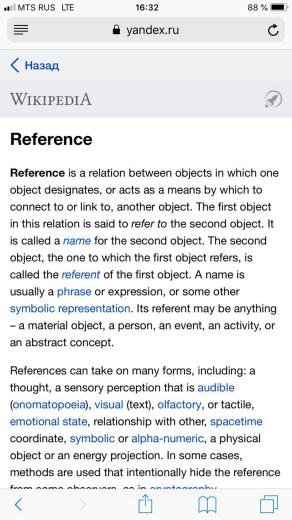 MTS RUS LTE 16:32 88 %
yandex.ru
Назад
WIKIPEDIA
Reference
Reference is a relation between objects in which one
object designates, or acts as a means by which to
connect to or link to, another object. The first object
in this relation is said to refer to the second object. It
is called a name for the second object. The second
object, the one to which the first object refers, is
called the referent of the first object. A name is
usually a phrase or expression, or some other
symbolic representation. Its referent may be anything
– a material object, a person, an event, an activity, or
an abstract concept.
References can take on many forms, including: a
thought, a sensory perception that is audible
(onomatopoeia), visual (text), olfactory, or tactile,
emotional state, relationship with other, spacetime
coordinate, symbolic or alpha-numeric, a physical
object or an energy projection. In some cases,
methods are used that intentionally hide the reference
from some observers, as in cryptography.